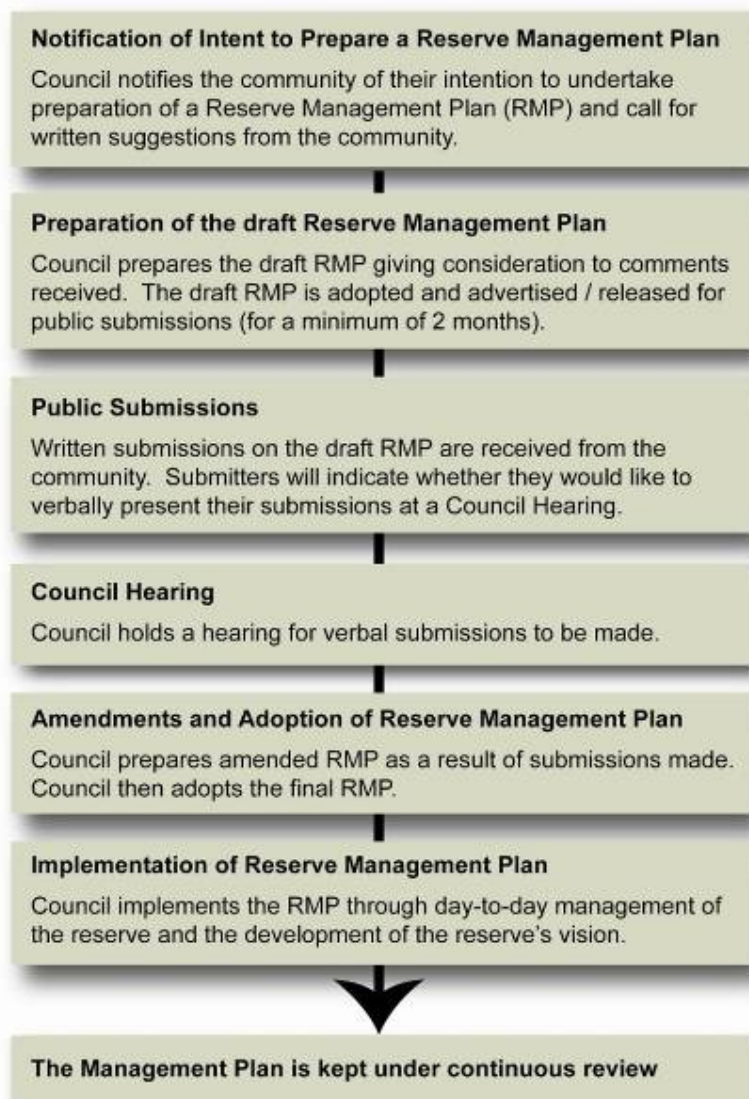 Notification of Intent to Prepare a Reserve Management Plan
Council notifies the community of their intention to undertake
preparation of a Reserve Management Plan (RMP) and call for
written suggestions from the community.
Preparation of the draft Reserve Management Plan
Council prepares the draft RMP giving consideration to comments
received.  The draft RMP is adopted and advertised / released for
public submissions (for a minimum of 2 months).
Public Submissions
Written submissions on the draft RMP are received from the
community.  Submitters will indicate whether they would like to
verbally present their submissions at a Council Hearing.
Council Hearing
Council holds a hearing for verbal submissions to be made.
Amendments and Adoption of Reserve Management Plan
Council prepares amended RMP as a result of submissions made.
Council then adopts the final RMP.
Implementation of Reserve Management Plan
Council implements the RMP through day-to-day management of
the reserve and the development of the reserve's vision.
The Management Plan is kept under continuous review